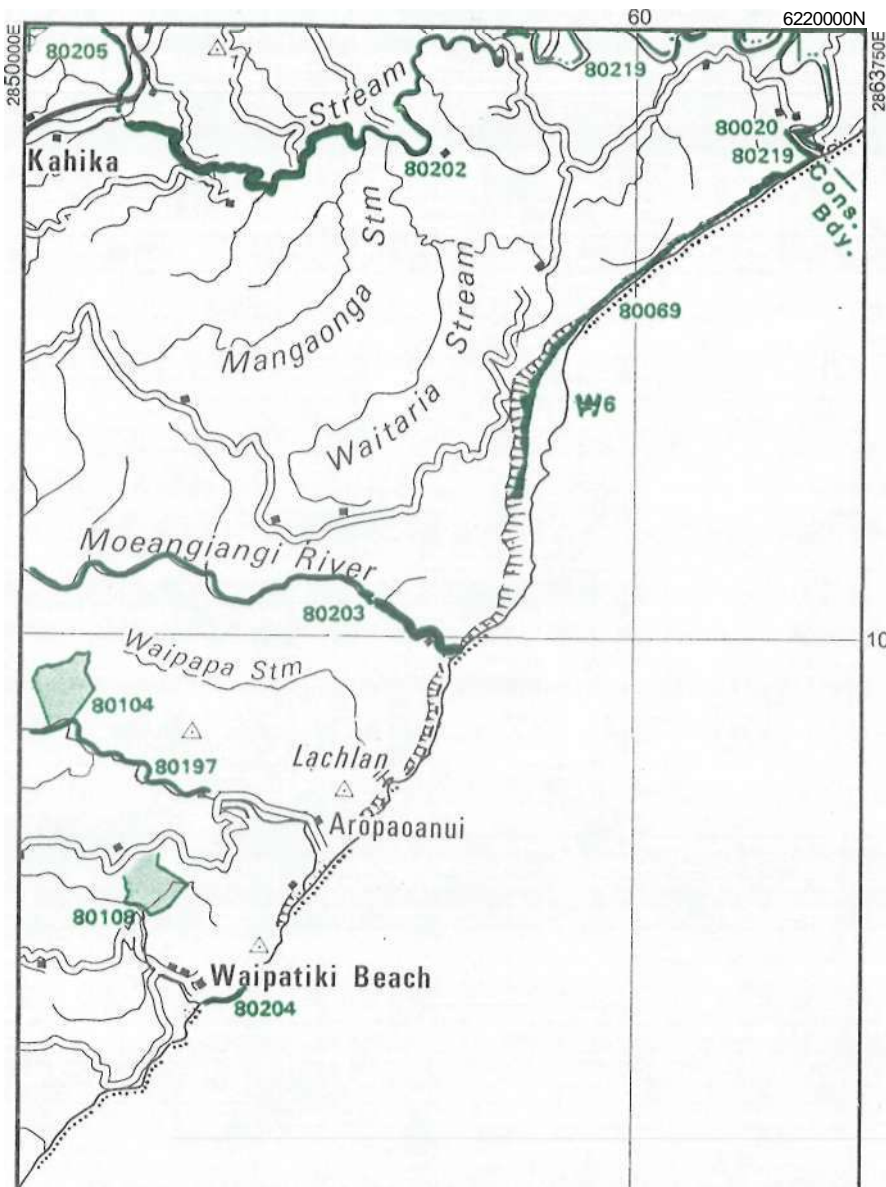 60
6220000N
2850000E
2863750E
80205
80219
Stream
80020
80219
Kahika
80202
Cons.
Bdy.
Stm
Mangaonga
Stream
80069
W6
Waitaria
Moeangiangi River
80203
10
Waipapa Stm
80104
Lachlan
80197
Aropaoanui
80108
Waipatiki Beach
80204